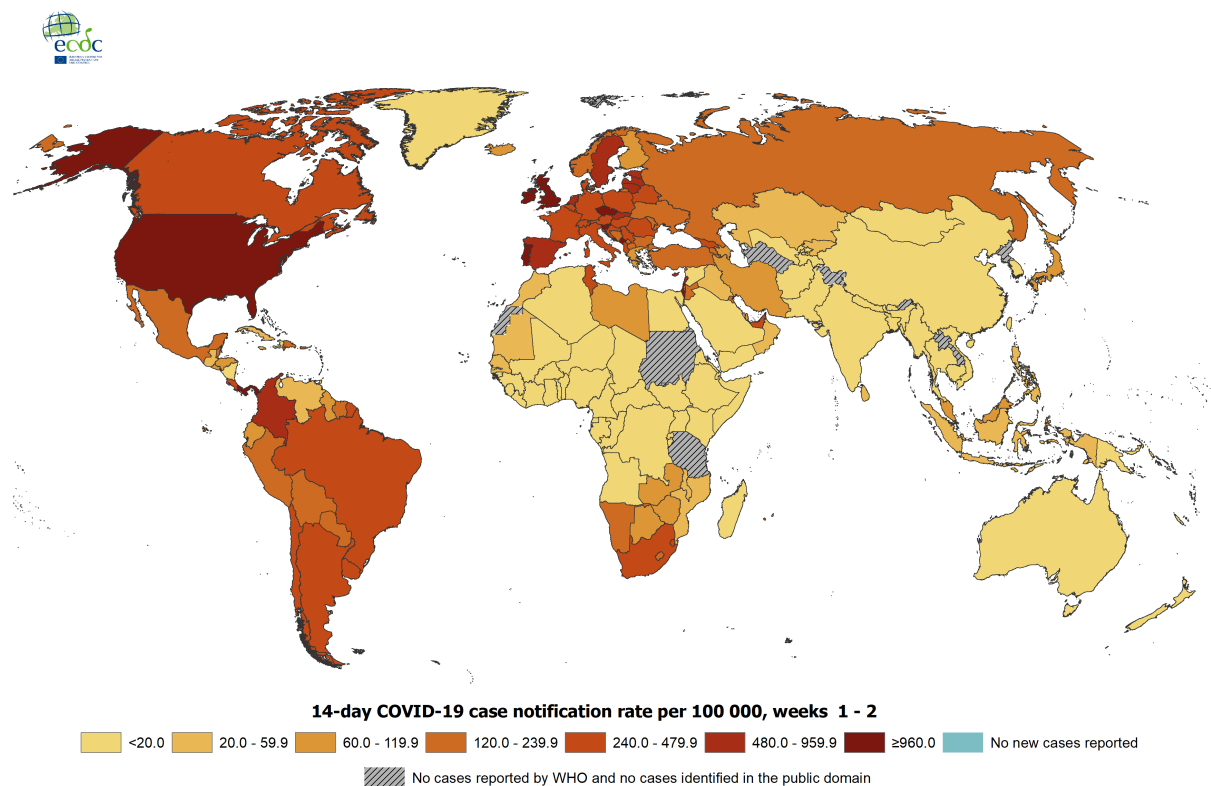 ecdc
14-day COVID-19 case notification rate per 100 000, weeks 1 - 2
<20.0
20.0 - 59.9
60.0 - 119.9
120.0 - 239.9
240.0 - 479.9
480.0 - 959.9
≥960.0
No new cases reported
No cases reported by WHO and no cases identified in the public domain